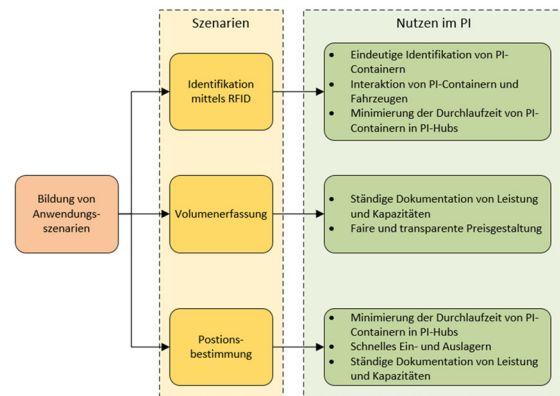 Szenarien
Nutzen im PI
Bildung von
Anwendungs-
szenarien
Identifikation
mittels RFID
• Eindeutige Identifikation von PI-
Containern
• Interaktion von PI-Containern und
Fahrzeugen
• Minimierung der Durchlaufzeit von PI-
Containern in PI-Hubs
Volumenerfassung
• Ständige Dokumentation von Leistung
und Kapazitäten
• Faire und transparente Preisgestaltung
Postions-
bestimmung
• Minimierung der Durchlaufzeit von PI-
Containern in PI-Hubs
• Schnelles Ein- und Auslagern
• Ständige Dokumentation von Leistung
und Kapazitäten